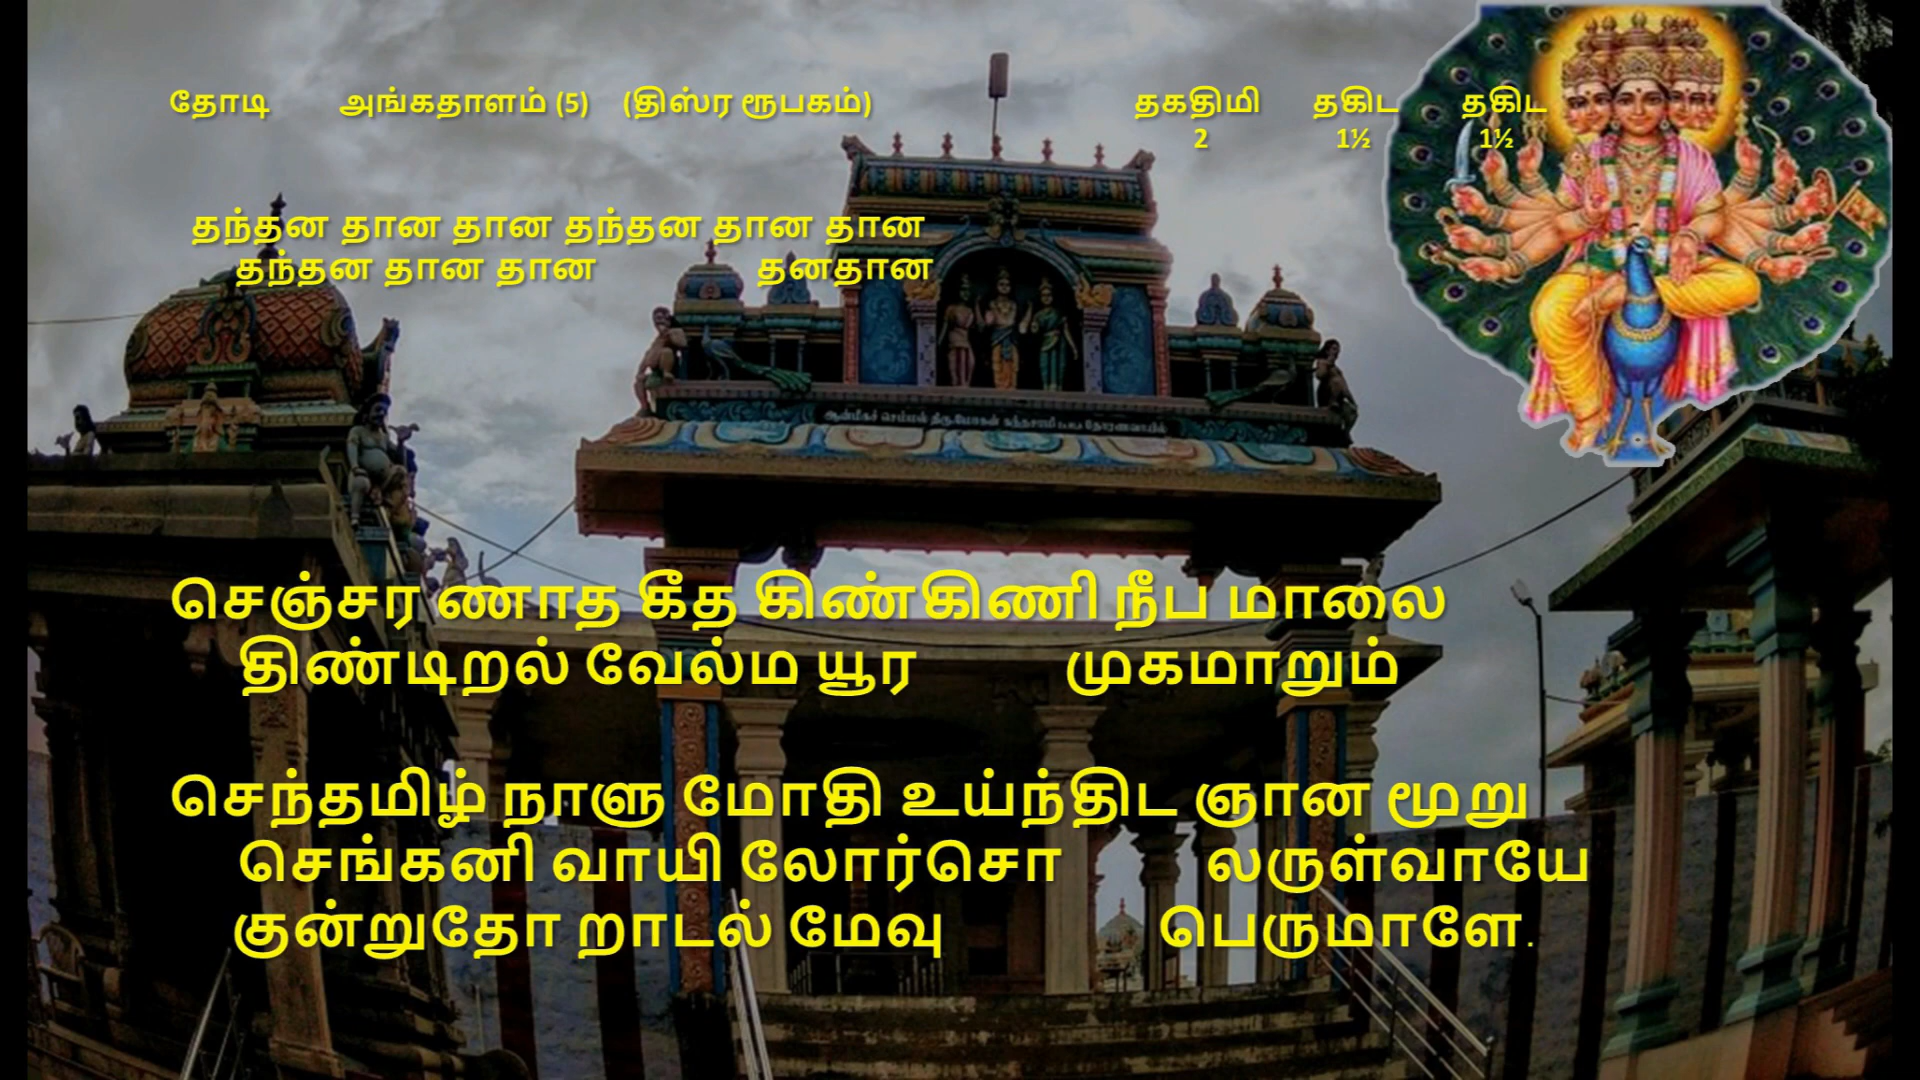 தோடி அங்கதாளம் (5) (திஸ்ர ரூபகம்) தகதிமி தகிட தகிட
2 1½ 1½
தந்தன தான தான தந்தன தான தான
தந்தன தான தான தனதான
செஞ்சர ணாத கீத கிண்கிணி நீப மாலை
திண்டிறல் வேல்ம யூர முகமாறும்
செந்தமிழ் நாளு மோதி உய்ந்திட ஞான மூறு
செங்கனி வாயி லோர்சொ லருள்வாயே
குன்றுதோ றாடல் மேவு பெருமாளே.